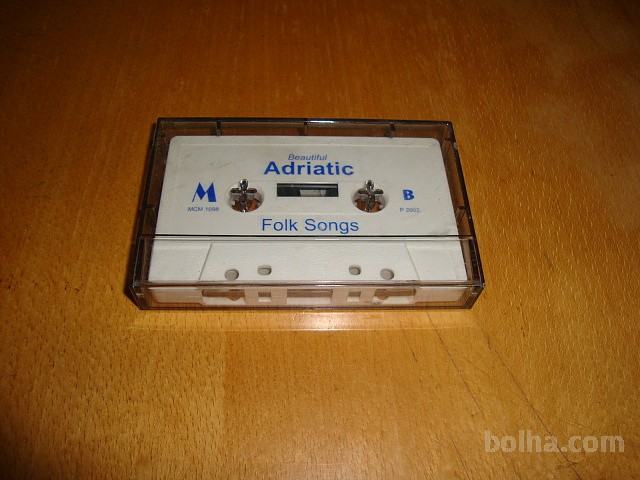 Beautiful
Adriatic
M
B
MCM 1098
P 2002
Folk Songs
bolha.com